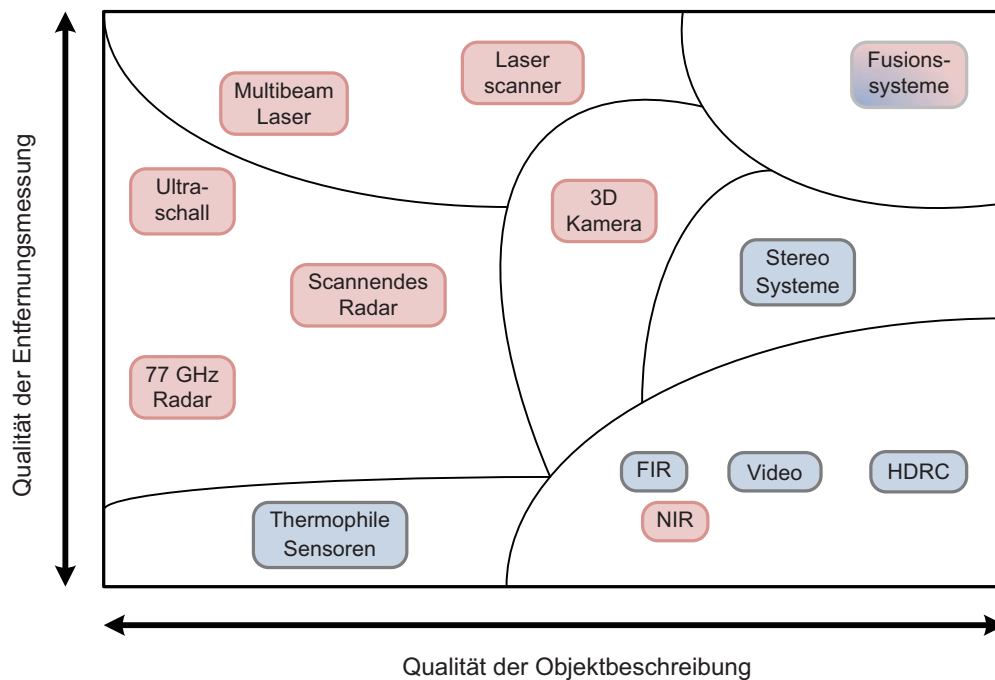 Qualität der Entfernungsmessung
Laser
scanner
Fusions-
systeme
Multibeam
Laser
Ultra-
schall
3D
Kamera
Stereo
Systeme
Scannendes
Radar
77 GHz
Radar
FIR
Video
HDRC
NIR
Thermophile
Sensoren
Qualität der Objektbeschreibung